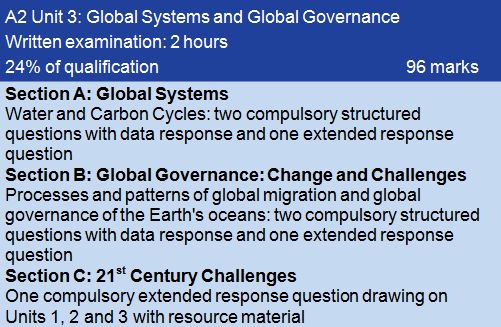 A2 Unit 3: Global Systems and Global Governance
Written examination: 2 hours
24% of qualification 96 marks
Section A: Global Systems
Water and Carbon Cycles: two compulsory structured
questions with data response and one extended response
question
Section B: Global Governance: Change and Challenges
Processes and patterns of global migration and global
governance of the Earth's oceans: two compulsory structured
questions with data response and one extended response
question
Section C: 21st Century Challenges
One compulsory extended response question drawing on
Units 1, 2 and 3 with resource material